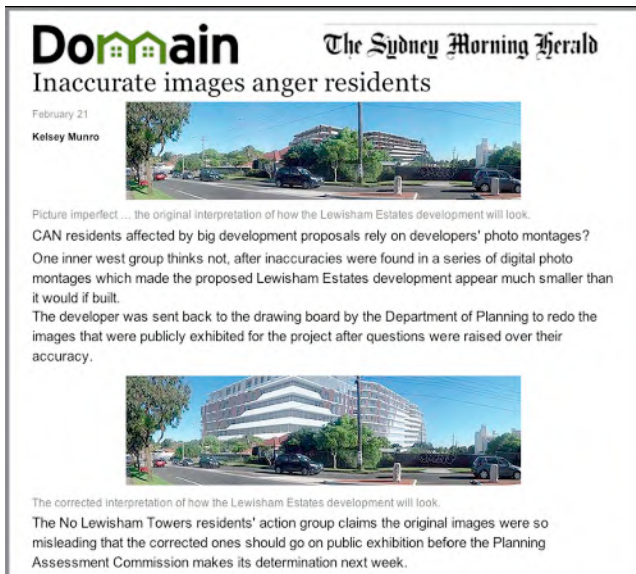 Domain
The Sydney Morning Herald
Inaccurate images anger residents
February 21
Kelsey Munro
Picture imperfect ... the original interpretation of how the Lewisham Estates development will look.
CAN residents affected by big development proposals rely on developers' photo montages?
One inner west group thinks not, after inaccuracies were found in a series of digital photo
montages which made the proposed Lewisham Estates development appear much smaller than
it would if built.
The developer was sent back to the drawing board by the Department of Planning to redo the
images that were publicly exhibited for the project after questions were raised over their
accuracy.
The corrected interpretation of how the Lewisham Estates development will look.
The No Lewisham Towers residents' action group claims the original images were so
misleading that the corrected ones should go on public exhibition before the Planning
Assessment Commission makes its determination next week.